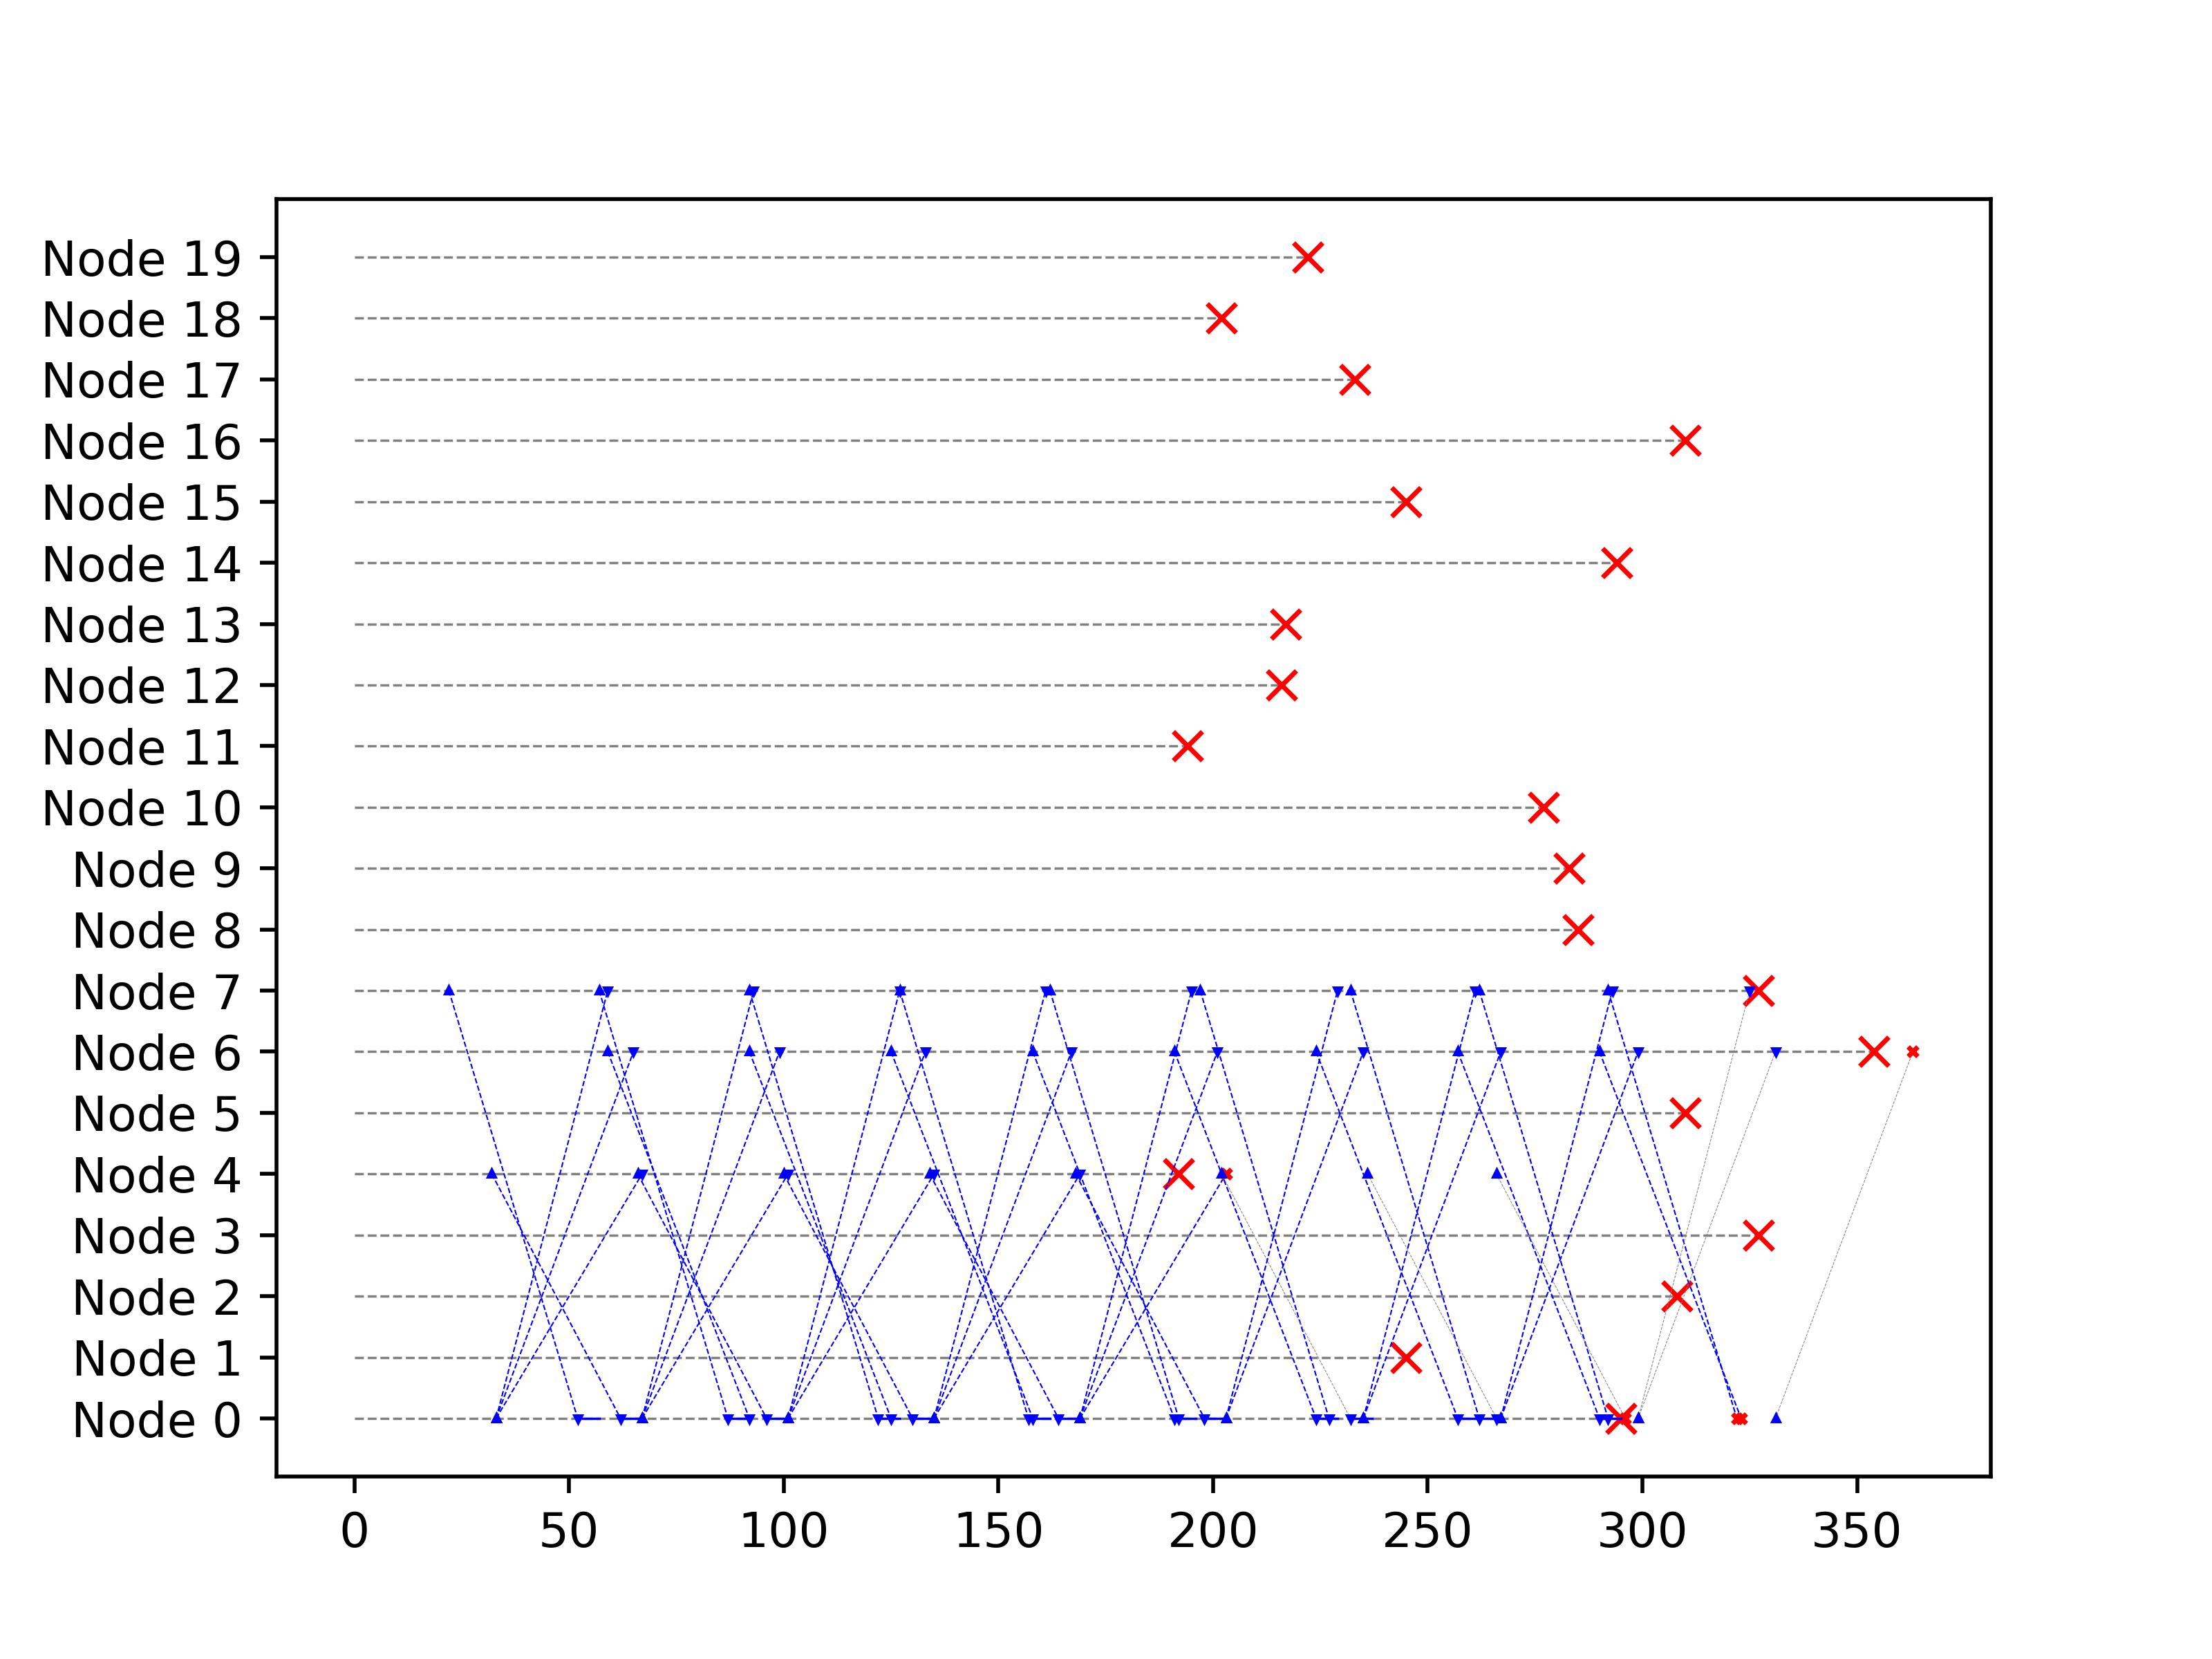 Node 19
Node 18
Node 17
Node 16
Node 15
Node 14
Node 13
Node 12
Node 11
Node 10
Node 9
Node 8
Node 7
Node 6
Node 5
Node 4
Node 3
Node 2
Node 1
Node 0
0 50 100 150 200 250 300 350